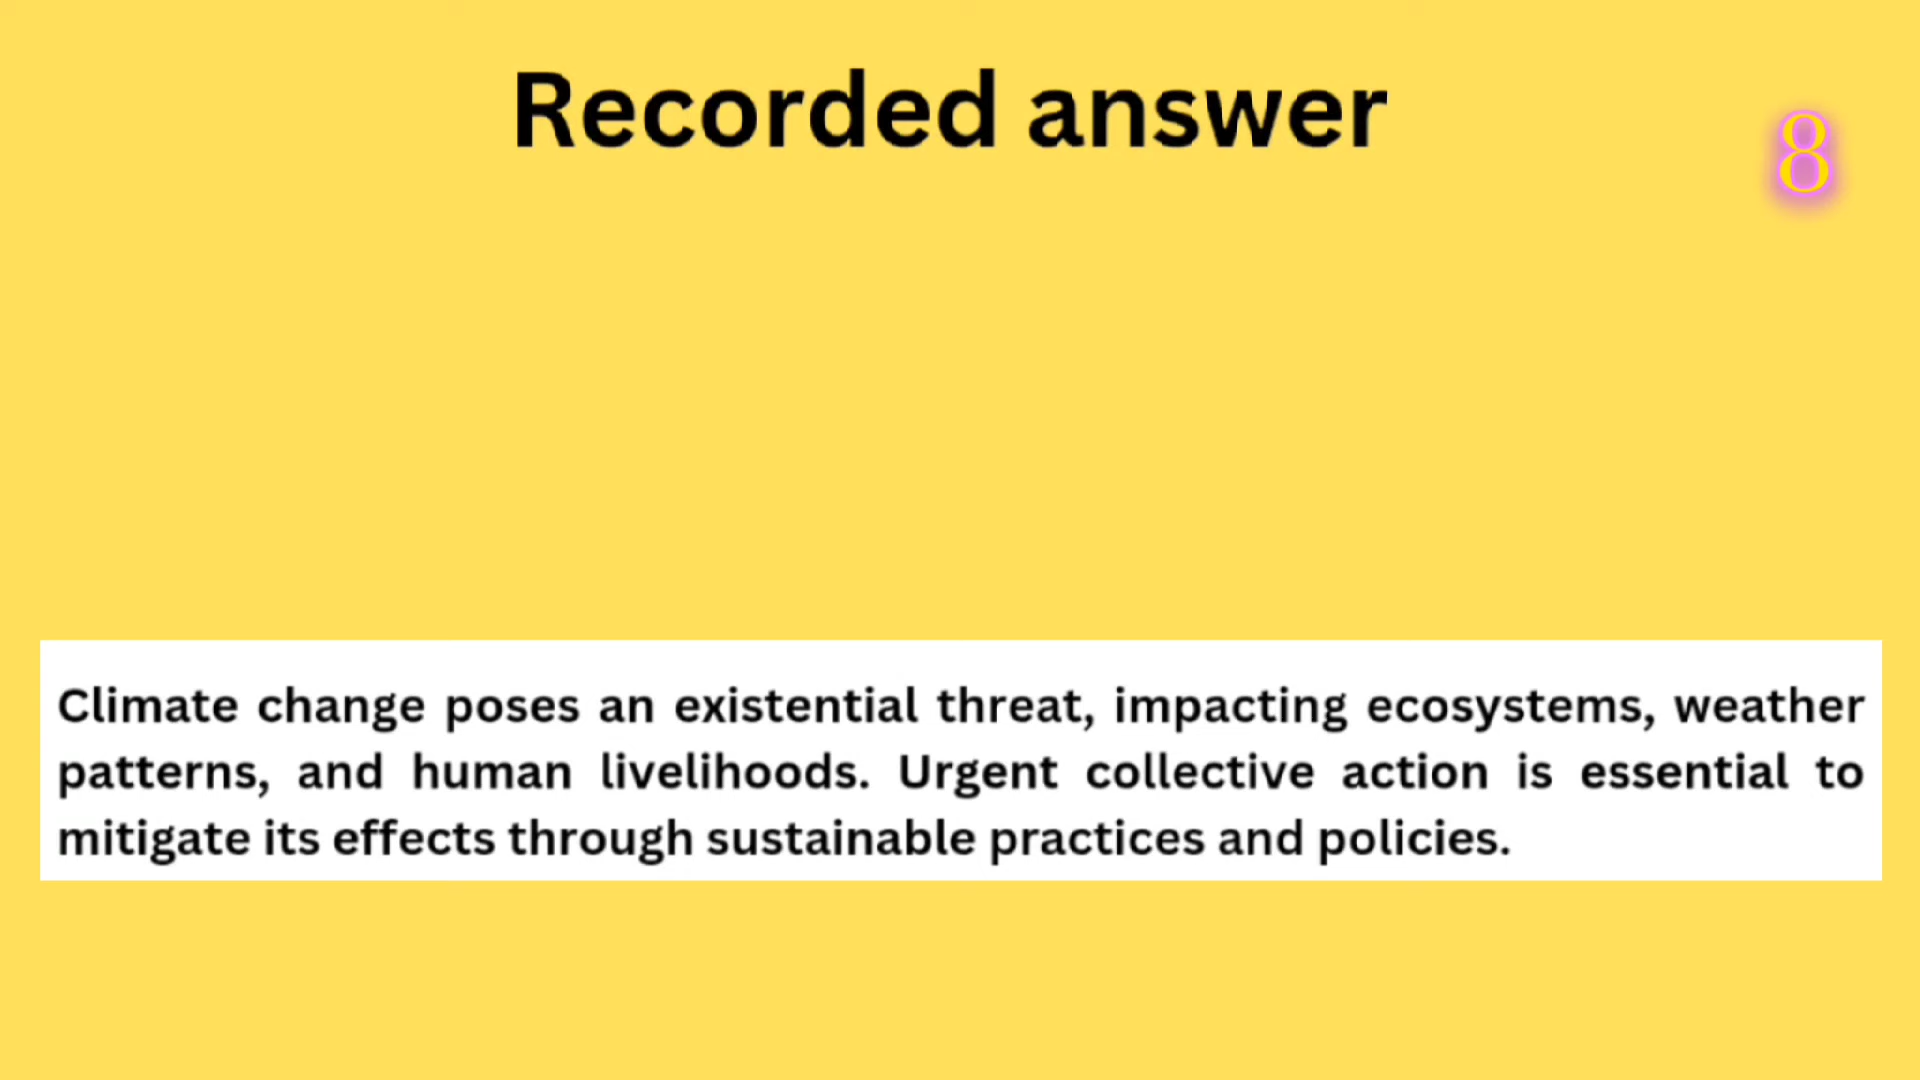 Recorded answer
8
Climate change poses an existential threat, impacting ecosystems, weather
patterns, and human livelihoods. Urgent collective action is essential to
mitigate its effects through sustainable practices and policies.